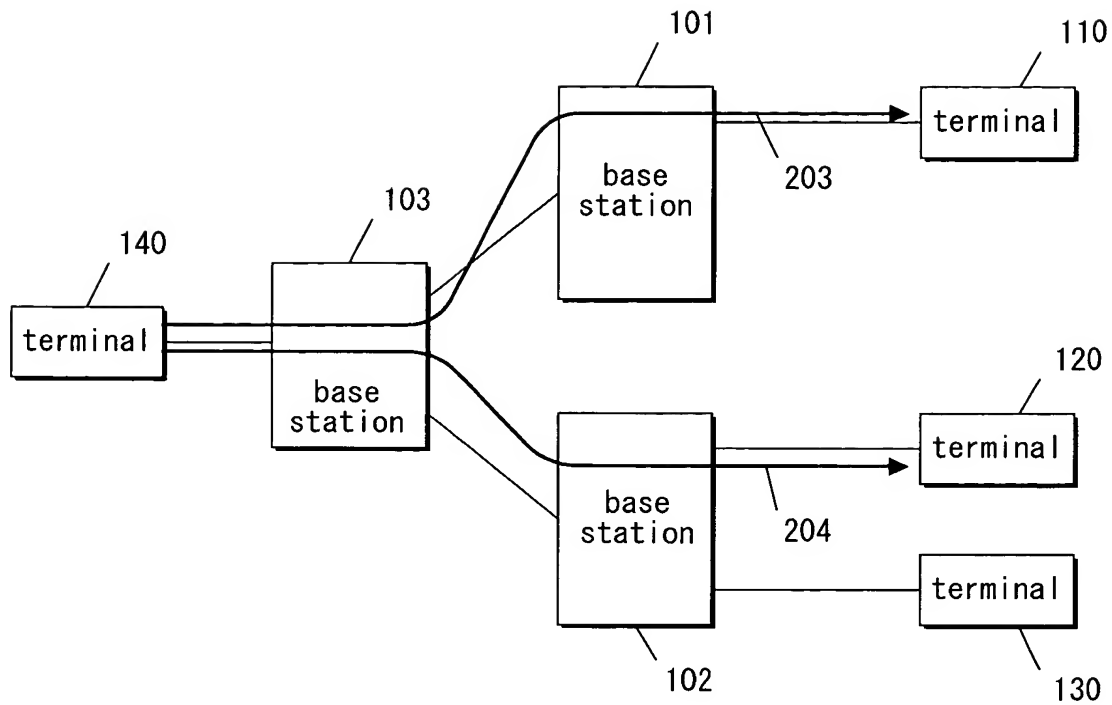 101
110
terminal
203
base
station
103
140
terminal
base
station
120
terminal
base
station
204
terminal
102
130